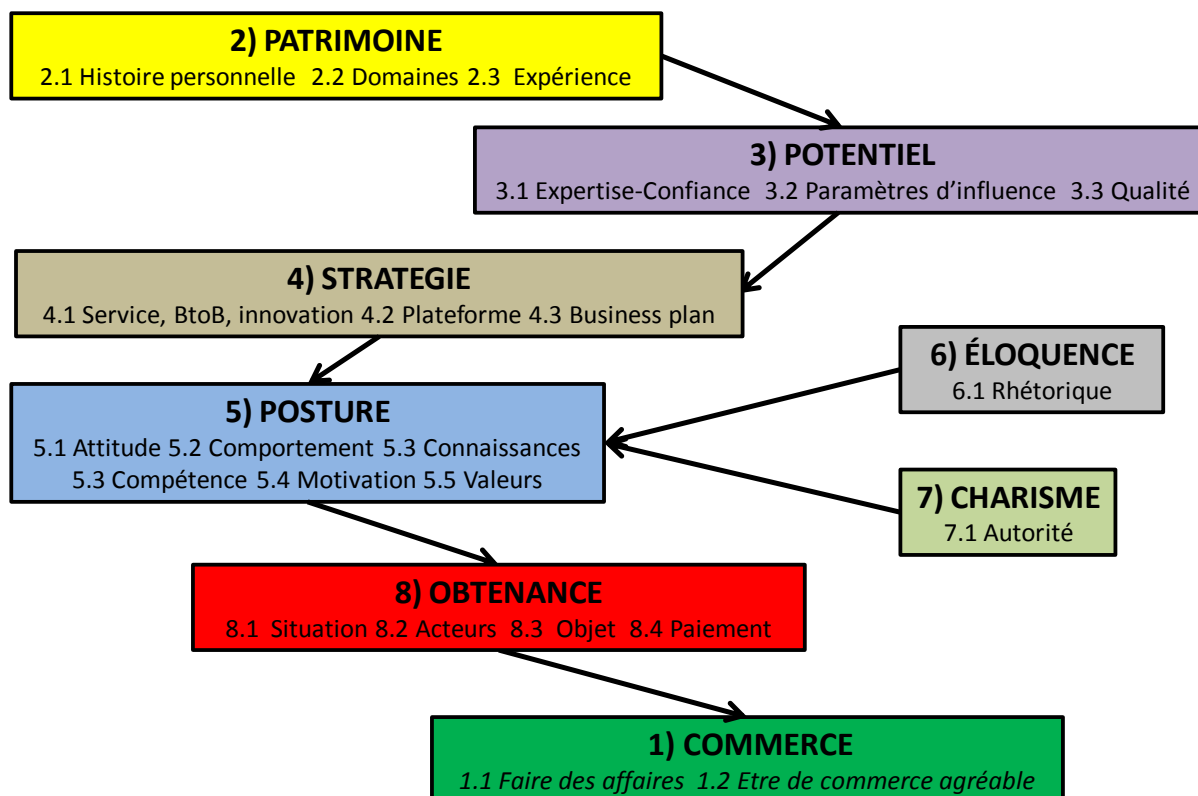 2) PATRIMOINE
2.1 Histoire personnelle 2.2 Domaines 2.3 Expérience
3) POTENTIEL
3.1 Expertise-Confiance 3.2 Paramètres d’influence 3.3 Qualité
4) STRATEGIE
4.1 Service, BtoB, innovation 4.2 Plateforme 4.3 Business plan
6) ÉLOQUENCE
6.1 Rhétorique
5) POSTURE
5.1 Attitude 5.2 Comportement 5.3 Connaissances
5.3 Compétence 5.4 Motivation 5.5 Valeurs
7) CHARISME
7.1 Autorité
8) OBTENANCE
8.1 Situation 8.2 Acteurs 8.3 Objet 8.4 Paiement
1) COMMERCE
1.1 Faire des affaires 1.2 Etre de commerce agréable